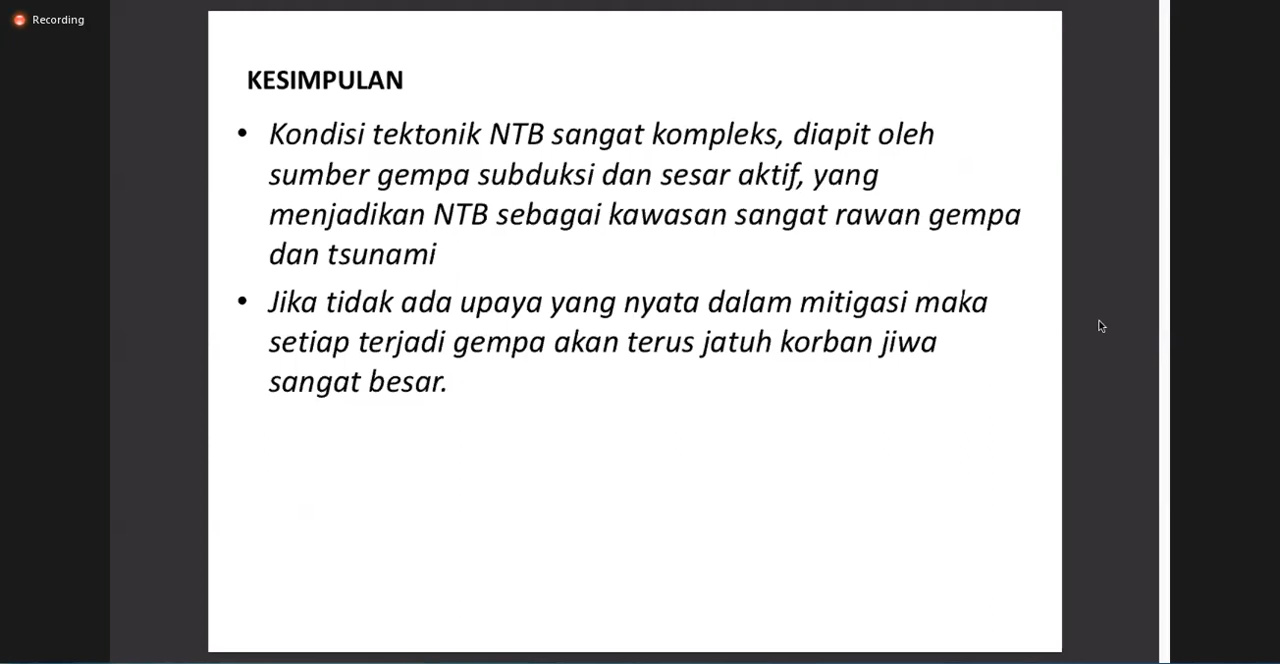 Recording
KESIMPULAN
• Kondisi tektonik NTB sangat kompleks, diapit oleh
sumber gempa subduksi dan sesar aktif, yang
menjadikan NTB sebagai kawasan sangat rawan gempa
dan tsunami
• Jika tidak ada upaya yang nyata dalam mitigasi maka
setiap terjadi gempa akan terus jatuh korban jiwa
sangat besar.